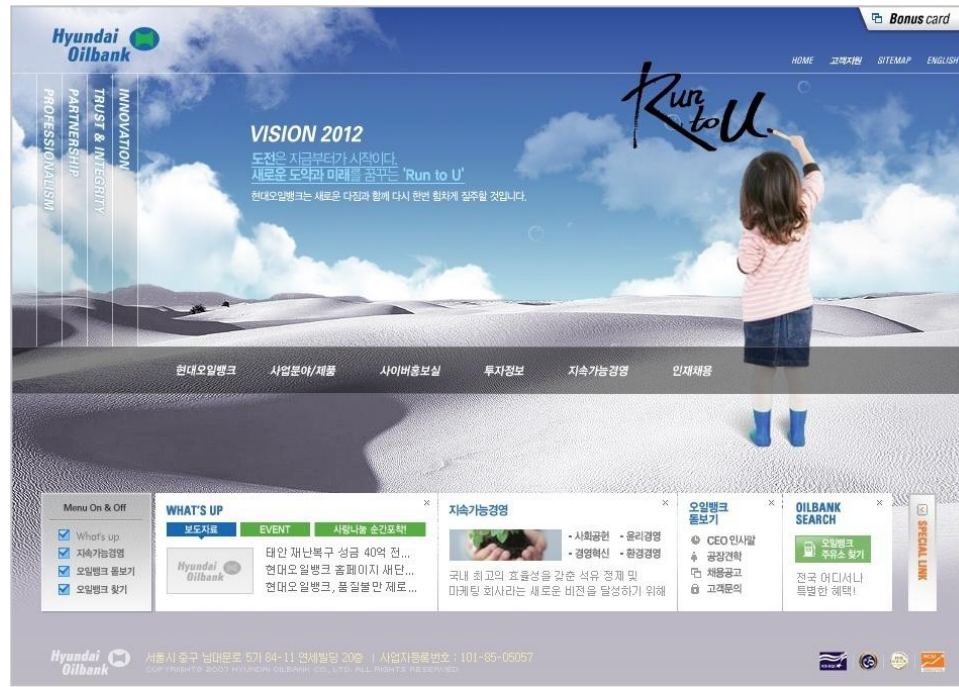 Bonus card
Hyundai
Oilbank
HOME 고객지원 SITEMAP ENGLISH
INNOVATION
TRUST & INTEGRITY
PARTNERSHIP
PROFESSIONALISM
Run
to U.
VISION 2012
도전은 지금부터가 시작이다.
새로운 도약과 미래를 꿈꾸는 'Run to U'
현대오일뱅크는 새로운 다짐과 함께 다시 한번 힘차게 질주할 것입니다.
현대오일뱅크 사업분야/제품 사이버홍보실 투자정보 지속가능경영 인재채용
Menu On & Off
What's up
지속가능경영
오일뱅크 돌보기
오일뱅크 찾기
WHAT'S UP
보도자료 EVENT 사랑나눔 순간포착!
Hyundai
Oilbank
태안 재난복구 성금 40억 전...
현대오일뱅크 홈페이지 새단...
현대오일뱅크, 품질불만 제로...
지속가능경영
- 사회공헌 - 윤리경영
- 경영혁신 - 환경경영
국내 최고의 효율성을 갖춘 석유 정제 및
마케팅 회사라는 새로운 비전을 달성하기 위해
오일뱅크
돌보기
CEO 인사말
공장견학
채용공고
고객문의
OILBANK
SEARCH
오일뱅크
주유소 찾기
전국 어디서나
특별한 혜택!
SPECIAL LINK
Hyundai
Oilbank
서울시 중구 남대문로 5가 84-11 연세빌딩 20층 | 사업자등록번호 : 101-85-05057
COPYRIGHT© 2007 HYUNDAI OILBANK CO., LTD. ALL RIGHTS RESERVED.